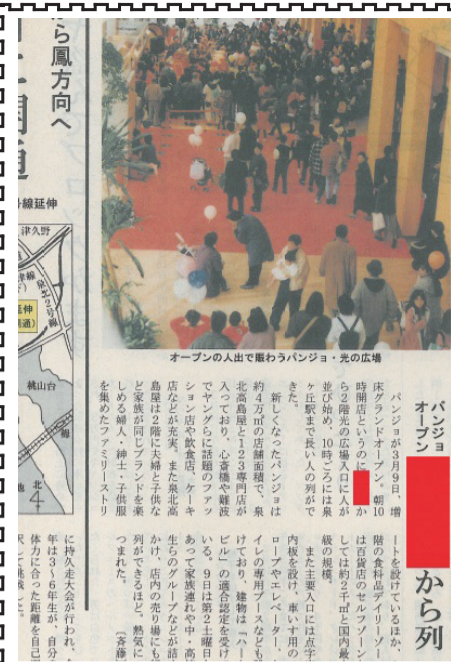 パンジョ
オープン
から列
パンジョが3月9日、増
床グランドオープン。朝10
時開店というのに
か
ら2階光の広場入口に人が
並び始め、10時ごろには泉
ヶ丘駅まで長い人の列がで
きた。
新しくなったパンジョは
約4万㎡の店舗面積で、泉
北高島屋と123専門店が
入っており、心斎橋や難波
でヤングらに話題のファッ
ション店や飲食店、ケーキ
店などが充実。また泉北高
島屋は2階に夫婦と子供な
ど家族が同じブランドを楽
しめる婦人・紳士・子供服
を集めたファミリーストリ
ートを設けているほか、
階の食料品デイリーゾー
は百貨店のセルフゾー
しては約2千㎡と国内最
級の規模。
また主要入口には点字
内板を設け、車いす用の
ロープやエレベーター、
イレの専用ブースなども
けており、建物は「ハー
ビル」の適合認定を受け
いる。9日は第2土曜日
あって家族連れや中・高
生らのグループなどが詰
かけ、店内の売り場にも
列ができるほど。熱気に
つまれた。
〔斉藤
オープンの人出で賑わうパンジョ・光の広場
ら鳳方向へ
線延伸
津久野
泉北2号線
桃山台
北
に持久走大会が行われ、
年は3〜6年生が、自分
体力に合った距離を自己